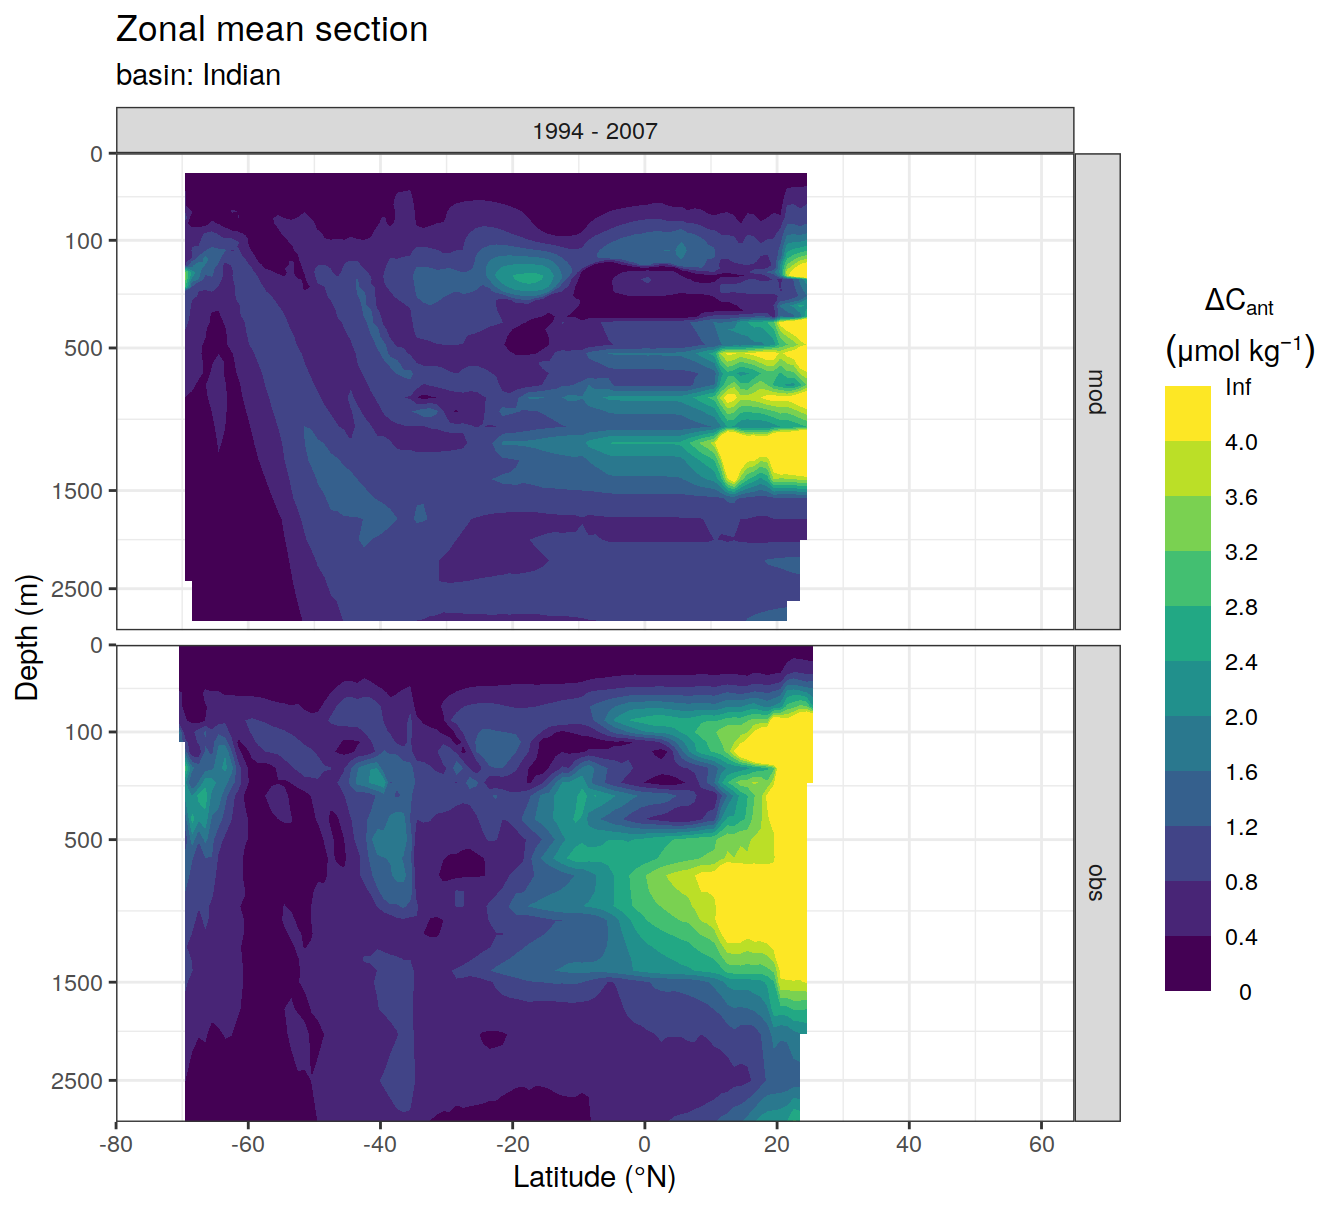 Zonal mean section
basin: Indian
1994 - 2007
0
100
500
1500
2500
mod
0
100
500
1500
2500
obs
Depth (m)
-80
-60
-40
-20
0
20
40
60
Latitude (°N)
ΔCant
(μmol kg⁻¹)
Inf
4.0
3.6
3.2
2.8
2.4
2.0
1.6
1.2
0.8
0.4
0